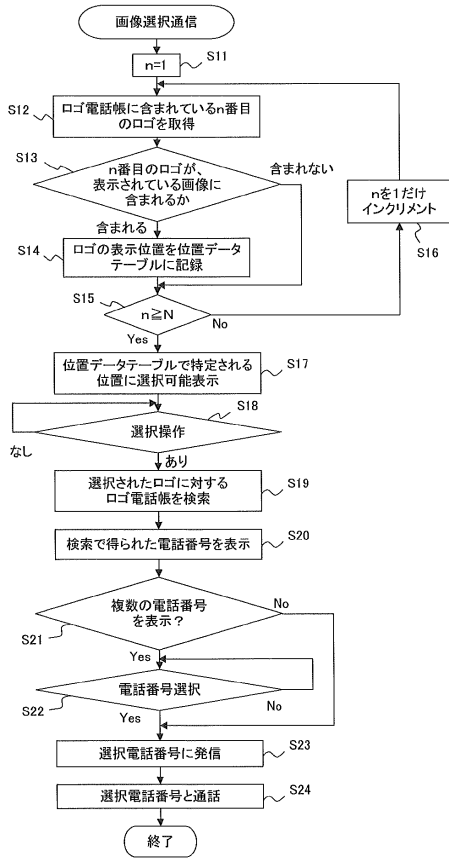 画像選択通信
n=1
S11
S12
ロゴ電話帳に含まれているn番目
のロゴを取得
S13
n番目のロゴが、
表示されている画像に
含まれるか
含まれない
含まれる
nを1だけ
インクリメント
S16
S14
ロゴの表示位置を位置データ
テーブルに記録
S15
n≧N
No
Yes
位置データテーブルで特定される
位置に選択可能表示
S17
S18
選択操作
なし
あり
選択されたロゴに対する
ロゴ電話帳を検索
S19
検索で得られた電話番号を表示
S20
複数の電話番号
を表示？
No
S21
Yes
電話番号選択
S22
Yes
No
選択電話番号に発信
S23
選択電話番号と通話
S24
終了